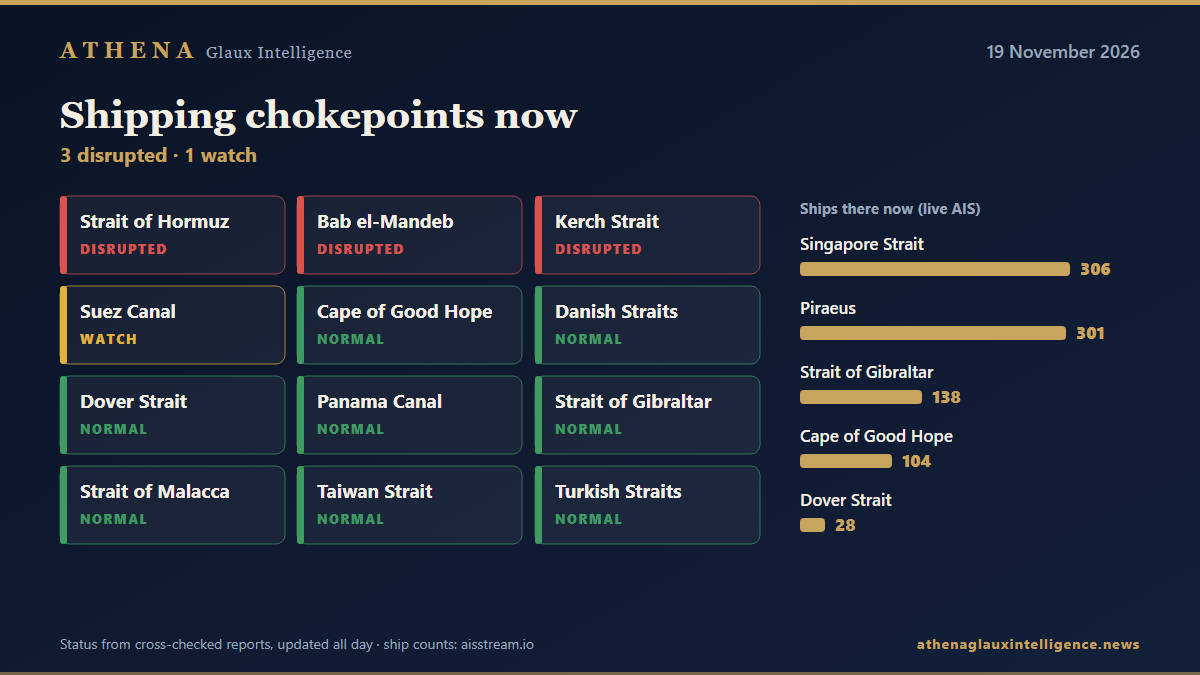 ATHENA Glaux Intelligence
19 November 2026
Shipping chokepoints now
3 disrupted · 1 watch
Strait of Hormuz
DISRUPTED
Bab el-Mandeb
DISRUPTED
Kerch Strait
DISRUPTED
Suez Canal
WATCH
Cape of Good Hope
NORMAL
Danish Straits
NORMAL
Dover Strait
NORMAL
Panama Canal
NORMAL
Strait of Gibraltar
NORMAL
Strait of Malacca
NORMAL
Taiwan Strait
NORMAL
Turkish Straits
NORMAL
Ships there now (live AIS)
Singapore Strait
306
Piraeus
301
Strait of Gibraltar
138
Cape of Good Hope
104
Dover Strait
28
Status from cross-checked reports, updated all day · ship counts: aisstream.io
athenaglauxintelligence.news